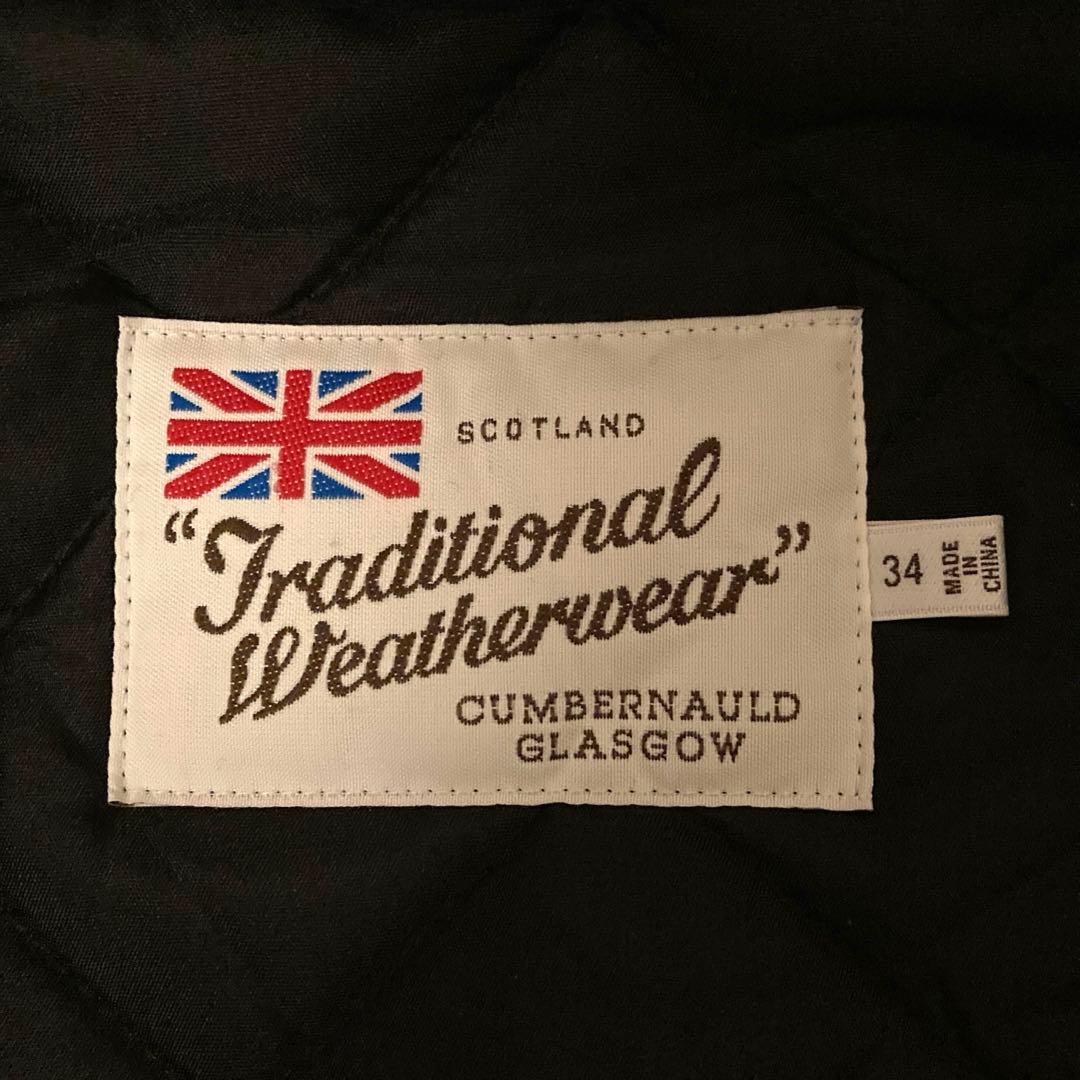 SCOTLAND
“Traditional
Weatherwear”
CUMBERNAULD
GLASGOW
34
MADE
IN
CHINA